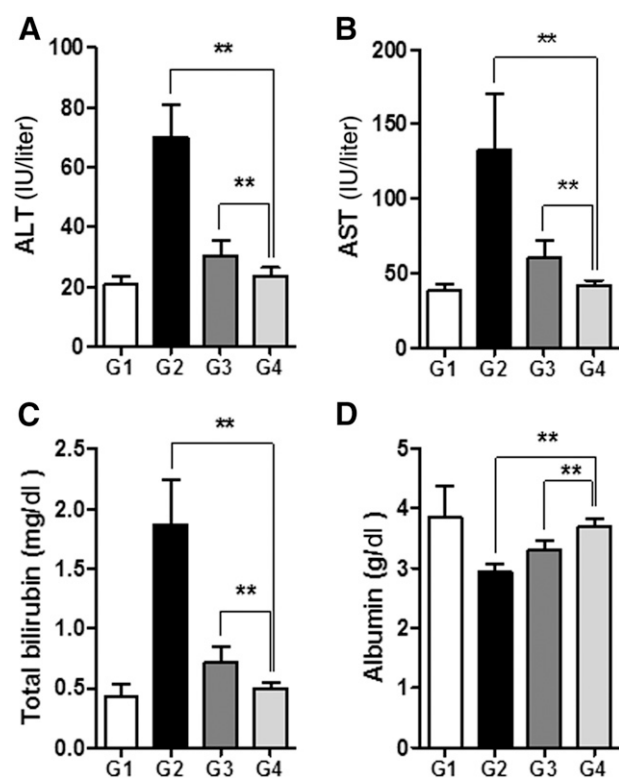 A
ALT (IU/liter)
100
80
60
40
20
0
**
**
G1 G2 G3 G4
B
AST (IU/liter)
200
150
100
50
0
**
**
G1 G2 G3 G4
C
Total bilirubin (mg/dl)
2.5
2.0
1.5
1.0
0.5
0.0
**
**
G1 G2 G3 G4
D
Albumin (g/dl )
5
4
3
2
1
0
**
**
G1 G2 G3 G4